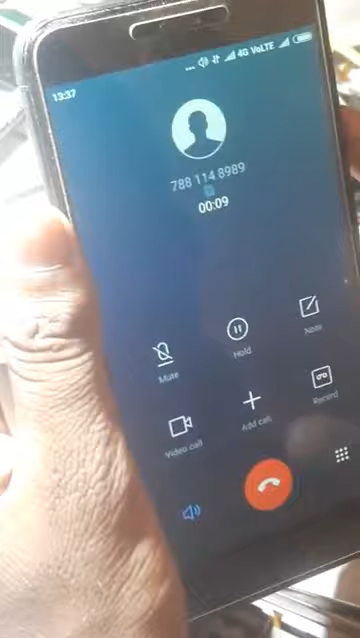 13:37
... 4G VoLTE
788 114 8989
00:09
Mute
Hold
Note
Video call
Add call
Record